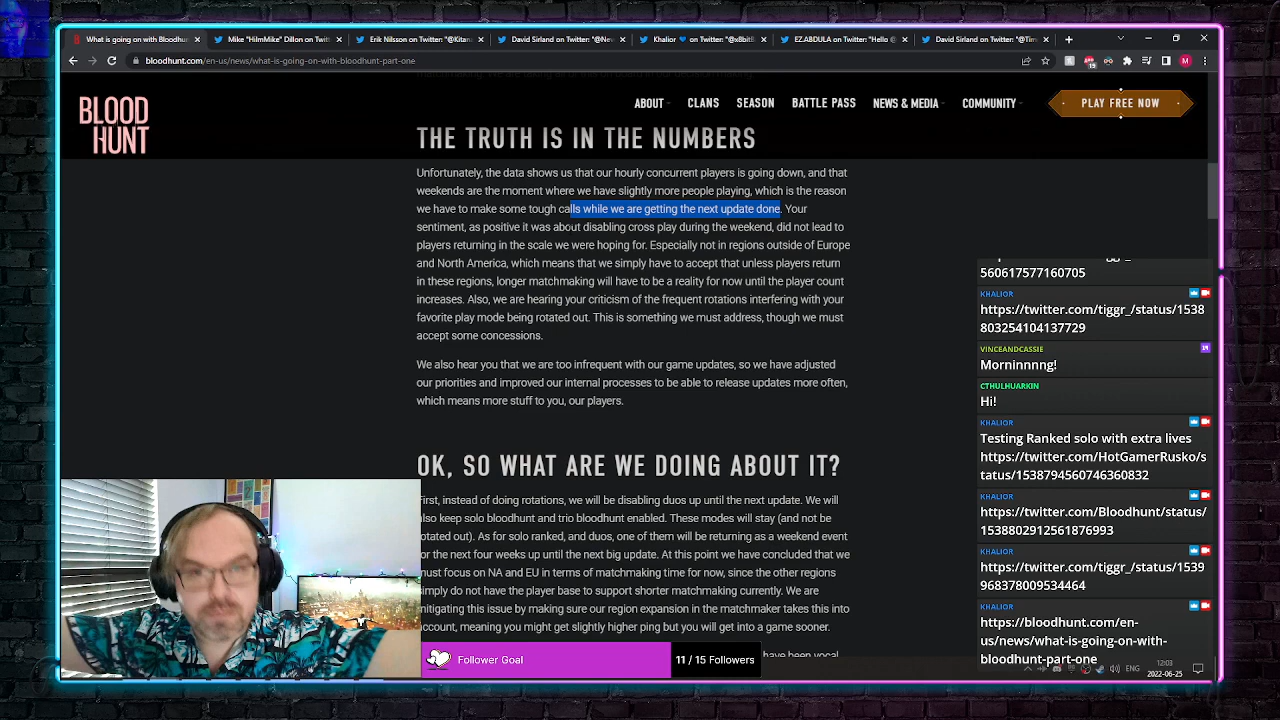 What is going on with Bloodhun
Mike "HilmMike" Dillon on Twitt
Erik Nilsson on Twitter: "@Kitan
David Sirland on Twitter: "@Nev
Khalior 💙 on Twitter: "@x8bit
EZ.ABDULA on Twitter: "Hello @
David Sirland on Twitter: "@Tim
bloodhunt.com/en-us/news/what-is-going-on-with-bloodhunt-part-one
M
BLOOD
HUNT
ABOUT
CLANS
SEASON
BATTLE PASS
NEWS & MEDIA
COMMUNITY
PLAY FREE NOW
THE TRUTH IS IN THE NUMBERS
Unfortunately, the data shows us that our hourly concurrent players is going down, and that
weekends are the moment where we have slightly more people playing, which is the reason
we have to make some tough calls while we are getting the next update done. Your
sentiment, as positive it was about disabling cross play during the weekend, did not lead to
players returning in the scale we were hoping for. Especially not in regions outside of Europe
and North America, which means that we simply have to accept that unless players return
in these regions, longer matchmaking will have to be a reality for now until the player count
increases. Also, we are hearing your criticism of the frequent rotations interfering with your
favorite play mode being rotated out. This is something we must address, though we must
accept some concessions.
We also hear you that we are too infrequent with our game updates, so we have adjusted
our priorities and improved our internal processes to be able to release updates more often,
which means more stuff to you, our players.
OK, SO WHAT ARE WE DOING ABOUT IT?
First, instead of doing rotations, we will be disabling duos up until the next update. We will
also keep solo bloodhunt and trio bloodhunt enabled. These modes will stay (and not be
rotated out). As for solo ranked, and duos, one of them will be returning as a weekend event
for the next four weeks up until the next big update. At this point we have concluded that we
must focus on NA and EU in terms of matchmaking time for now, since the other regions
simply do not have the player base to support shorter matchmaking currently. We are
mitigating this issue by making sure our region expansion in the matchmaker takes this into
account, meaning you might get slightly higher ping but you will get into a game sooner.
have been vocal
560617577160705
KHALIOR
https://twitter.com/tiggr_/status/1538
803254104137729
VINCEANDCASSIE
Morninnnng!
CTHULHUARKIN
Hi!
KHALIOR
Testing Ranked solo with extra lives
https://twitter.com/HotGamerRusko/s
tatus/1538794560746360832
KHALIOR
https://twitter.com/Bloodhunt/status/
1538802912561876993
KHALIOR
https://twitter.com/tiggr_/status/1539
968378009534464
KHALIOR
https://bloodhunt.com/en-
us/news/what-is-going-on-with-
bloodhunt-part-one
Follower Goal
11 / 15 Followers
ENG
12:03
2022-06-25